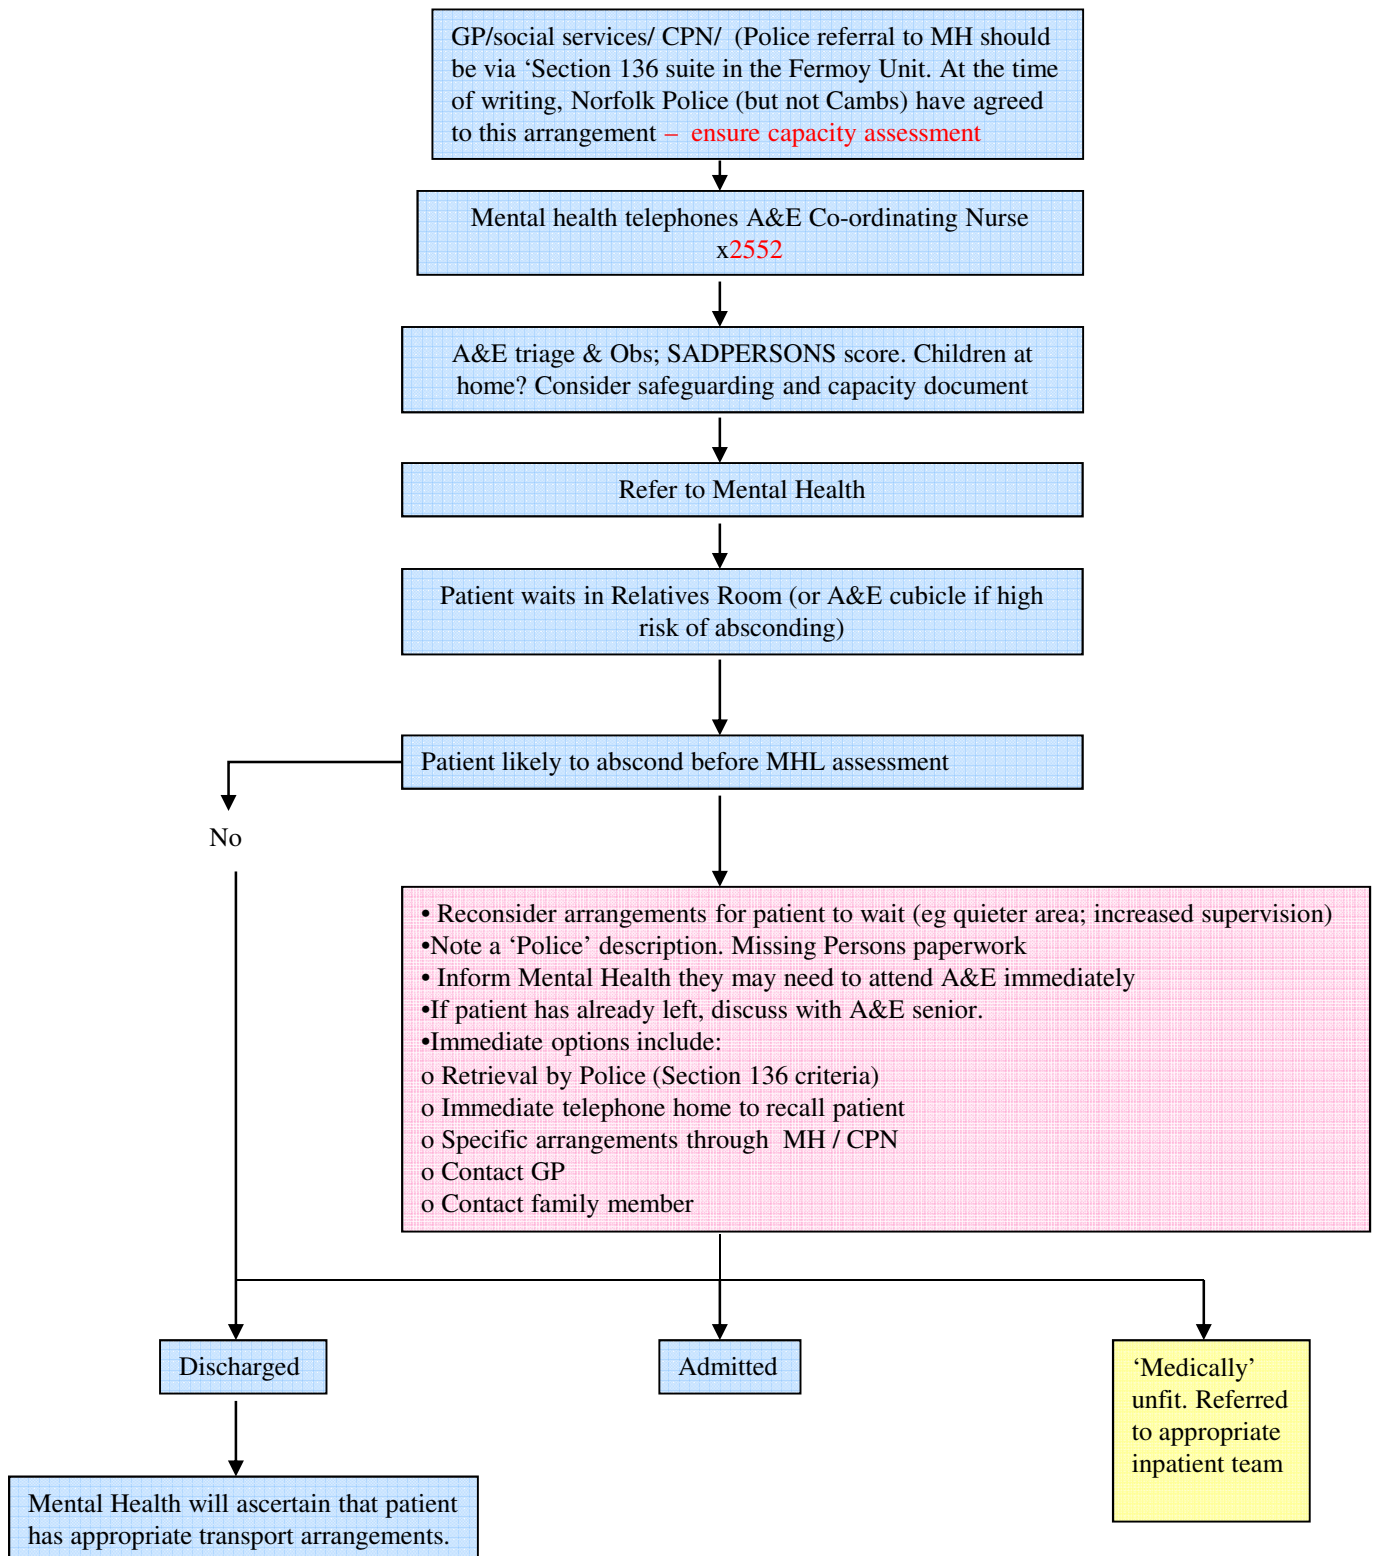 GP/social services/ CPN/  (Police referral to MH should
be via ‘Section 136 suite in the Fermoy Unit. At the time
of writing, Norfolk Police (but not Cambs) have agreed
to this arrangement –  ensure capacity assessment
Mental health telephones A&E Co-ordinating Nurse
x2552
A&E triage & Obs; SADPERSONS score. Children at
home? Consider safeguarding and capacity document
Refer to Mental Health
Patient waits in Relatives Room (or A&E cubicle if high
risk of absconding)
Patient likely to abscond before MHL assessment
No
• Reconsider arrangements for patient to wait (eg quieter area; increased supervision)
•Note a ‘Police’ description. Missing Persons paperwork
• Inform Mental Health they may need to attend A&E immediately
•If patient has already left, discuss with A&E senior.
•Immediate options include:
o Retrieval by Police (Section 136 criteria)
o Immediate telephone home to recall patient
o Specific arrangements through  MH / CPN
o Contact GP
o Contact family member
Discharged
Admitted
‘Medically’
unfit. Referred
to appropriate
inpatient team
Mental Health will ascertain that patient
has appropriate transport arrangements.